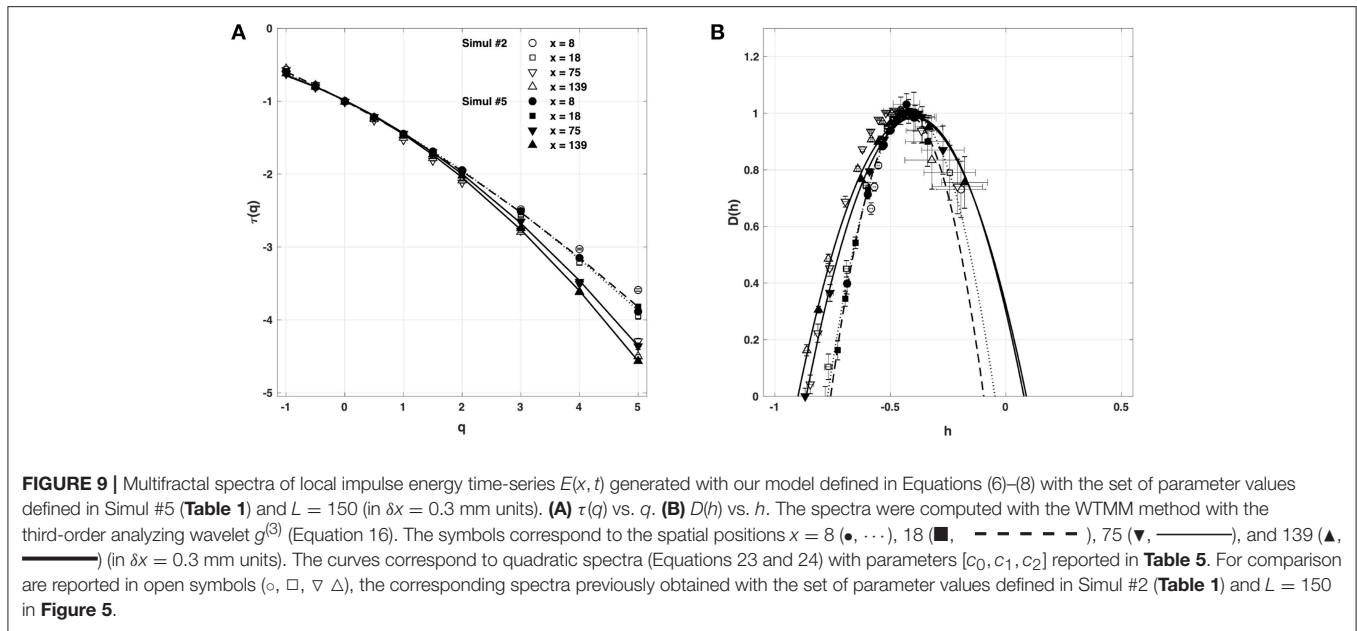 A
B
Simul #2 ○ x = 8
□ x = 18
▽ x = 75
△ x = 139
Simul #5 ● x = 8
■ x = 18
▼ x = 75
▲ x = 139
0
-1
-2
-3
-4
-5
τ(q)
-1 0 1 2 3 4 5
q
1.2
1
0.8
0.6
0.4
0.2
0
D(h)
-1 -0.5 0 0.5
h
FIGURE 9 | Multifractal spectra of local impulse energy time-series E(x, t) generated with our model defined in Equations (6)–(8) with the set of parameter values
defined in Simul #5 (Table 1) and L = 150 (in δx = 0.3 mm units). (A) τ(q) vs. q. (B) D(h) vs. h. The spectra were computed with the WTMM method with the
third-order analyzing wavelet g(3) (Equation 16). The symbols correspond to the spatial positions x = 8 (●, ···), 18 (■, – – – – –), 75 (▼, ———), and 139 (▲,
———) (in δx = 0.3 mm units). The curves correspond to quadratic spectra (Equations 23 and 24) with parameters [c0, c1, c2] reported in Table 5. For comparison
are reported in open symbols (○, □, ▽ △), the corresponding spectra previously obtained with the set of parameter values defined in Simul #2 (Table 1) and L = 150
in Figure 5.